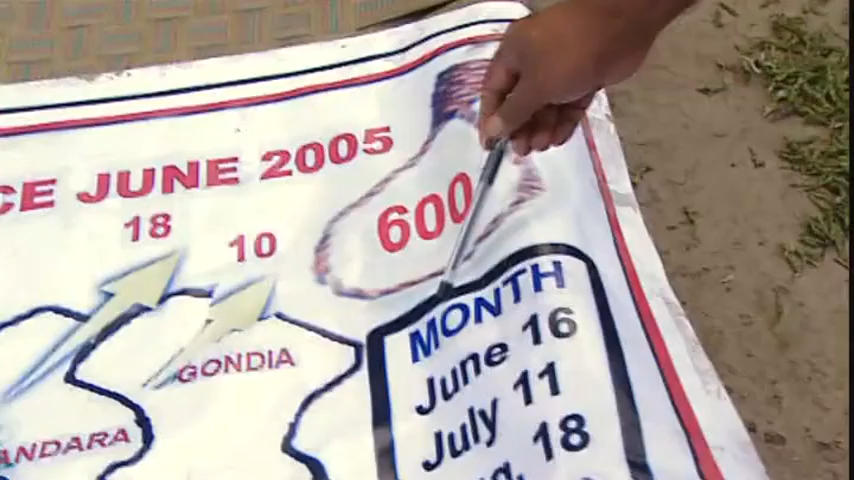 CE JUNE 2005
18
10
600
GONDIA
ANDARA
MONTH
June 16
July 11
18